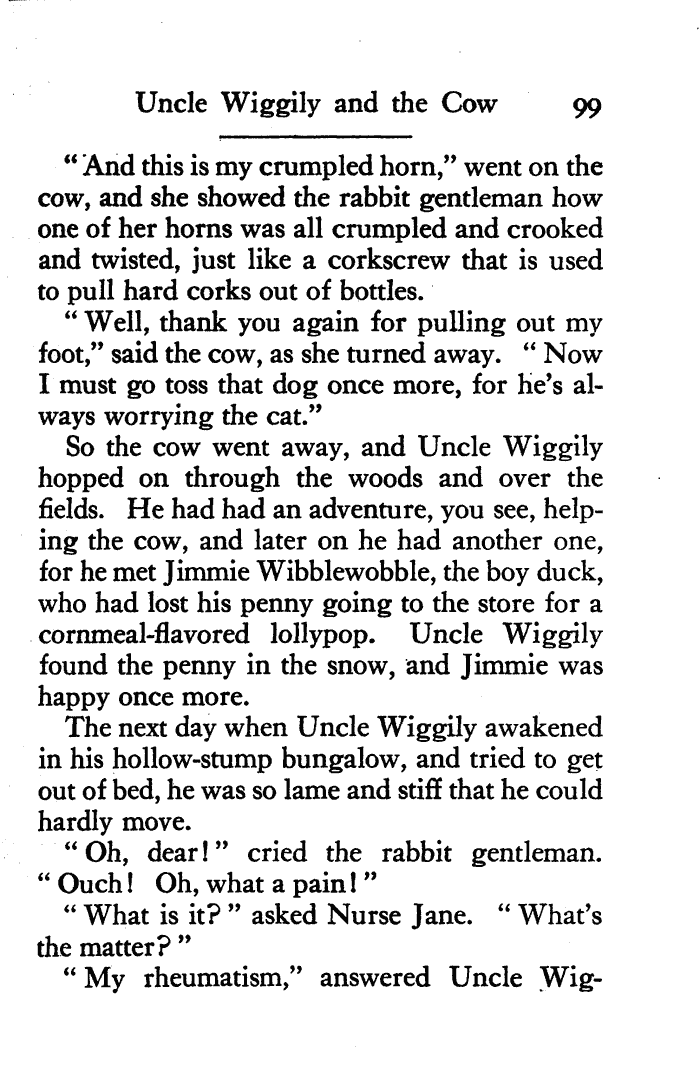 Uncle Wiggily and the Cow 99
"And this is my crumpled horn," went on the
cow, and she showed the rabbit gentleman how
one of her horns was all crumpled and crooked
and twisted, just like a corkscrew that is used
to pull hard corks out of bottles.
"Well, thank you again for pulling out my
foot," said the cow, as she turned away. "Now
I must go toss that dog once more, for he's al-
ways worrying the cat."
So the cow went away, and Uncle Wiggily
hopped on through the woods and over the
fields. He had had an adventure, you see, help-
ing the cow, and later on he had another one,
for he met Jimmie Wibblewobble, the boy duck,
who had lost his penny going to the store for a
cornmeal-flavored lollypop. Uncle Wiggily
found the penny in the snow, and Jimmie was
happy once more.
The next day when Uncle Wiggily awakened
in his hollow-stump bungalow, and tried to get
out of bed, he was so lame and stiff that he could
hardly move.
"Oh, dear!" cried the rabbit gentleman.
"Ouch! Oh, what a pain!"
"What is it?" asked Nurse Jane. "What's
the matter?"
"My rheumatism," answered Uncle Wig-